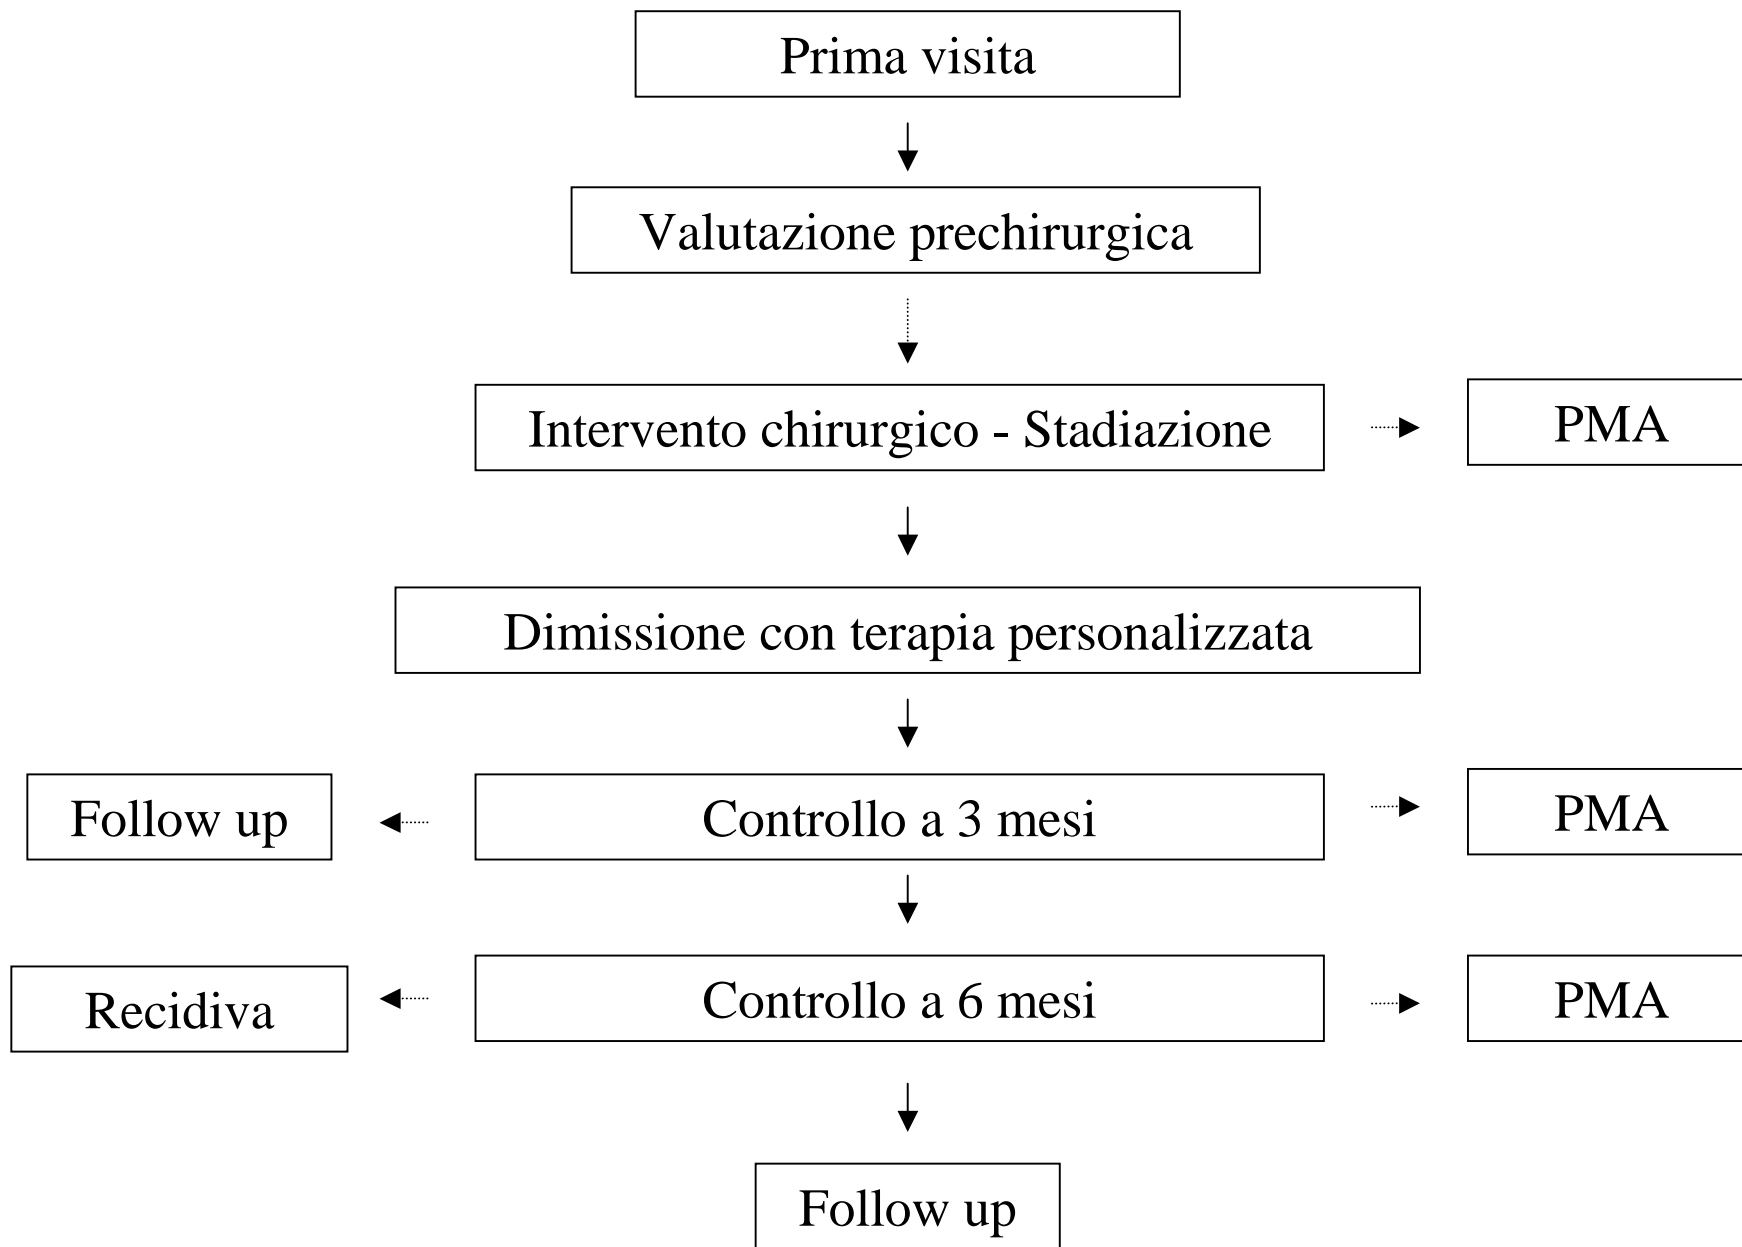 Prima visita
Valutazione prechirurgica
Intervento chirurgico - Stadiazione
PMA
Dimissione con terapia personalizzata
Follow up
Controllo a 3 mesi
PMA
Recidiva
Controllo a 6 mesi
PMA
Follow up